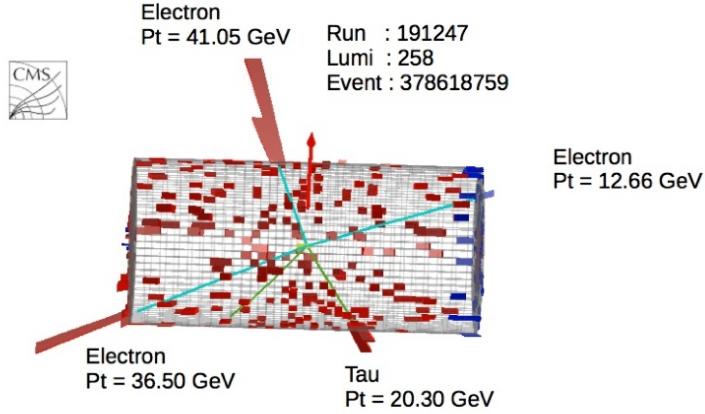 Electron
Pt = 41.05 GeV
Run : 191247
Lumi : 258
Event : 378618759
CMS
Electron
Pt = 12.66 GeV
Electron
Pt = 36.50 GeV
Tau
Pt = 20.30 GeV